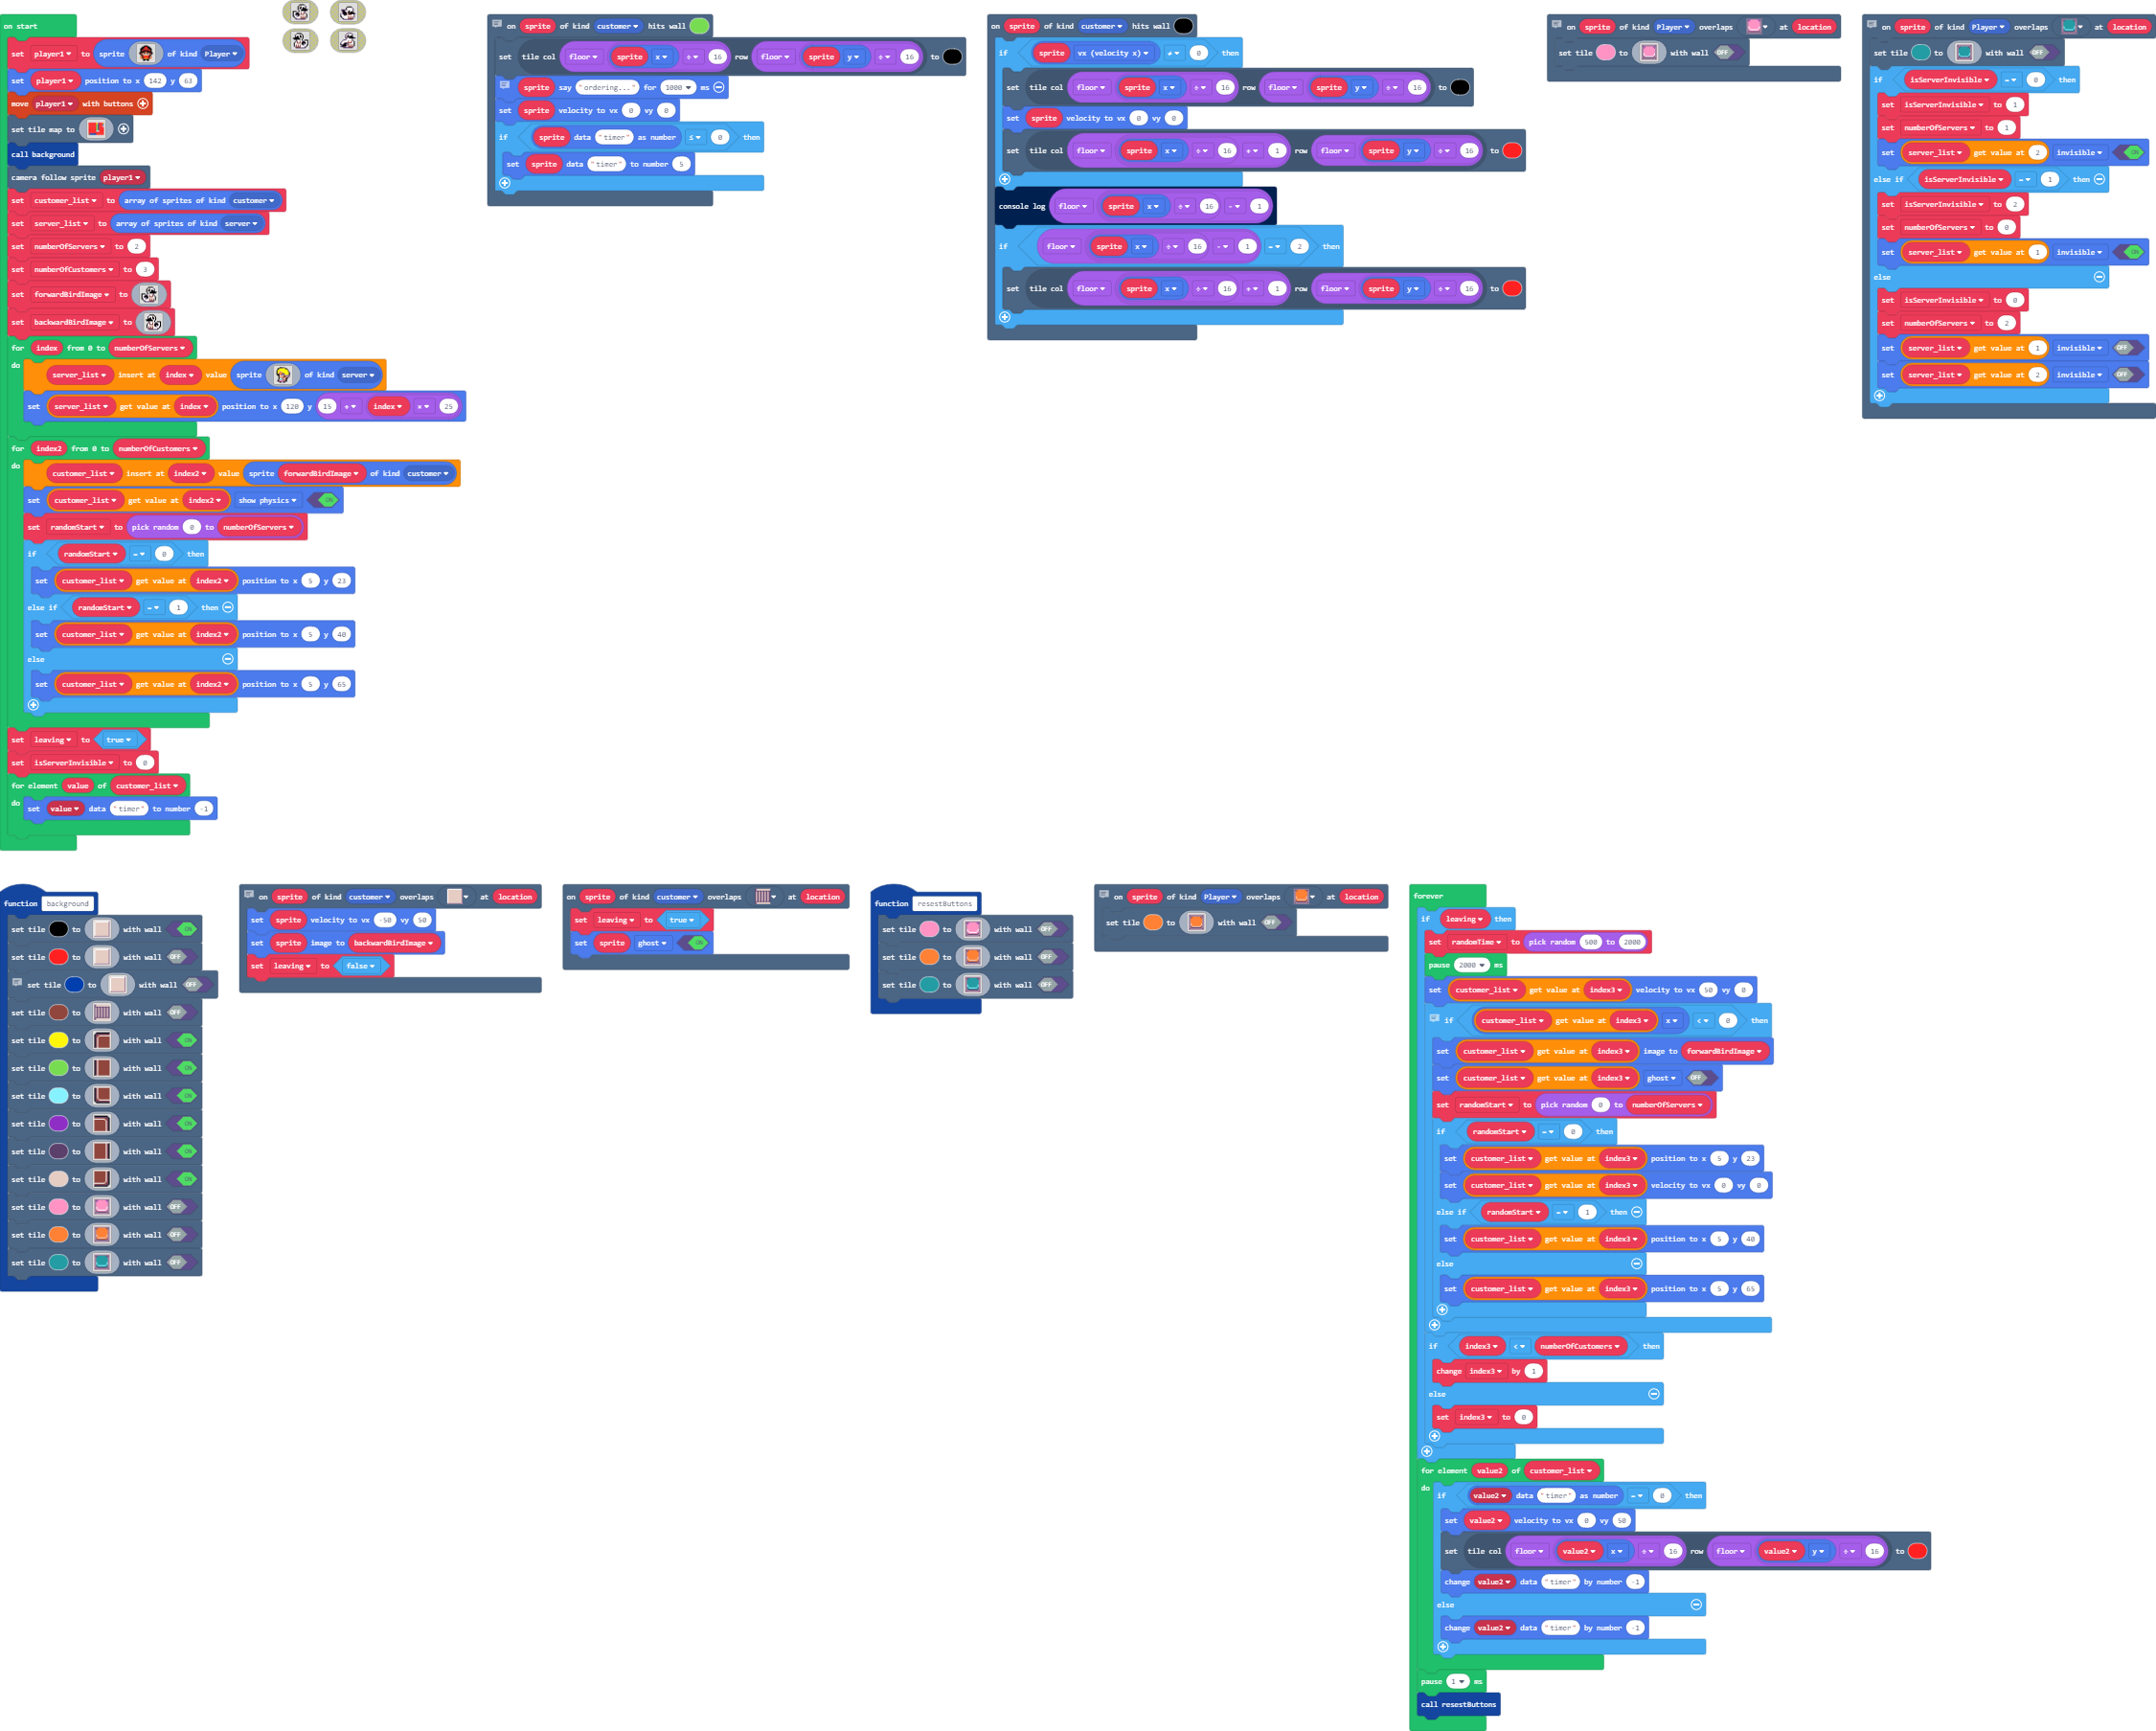 on start
set player1 to sprite of kind Player
set player1 position to x 142 y 63
move player1 with buttons
set tile map to
call background
camera follow sprite player1
set customer_list to array of sprites of kind customer
set server_list to array of sprites of kind server
set numberOfServers to 2
set numberOfCustomers to 3
set forwardBirdImage to
set backwardBirdImage to
for index from 0 to numberOfServers
do server_list insert at index value sprite of kind server
set server_list get value at index position to x 120 y 15 + index x 25
for index2 from 0 to numberOfCustomers
do customer_list insert at index2 value sprite forwardBirdImage of kind customer
set customer_list get value at index2 show physics ON
set randomStart to pick random 0 to numberOfServers
if randomStart = 0 then
set customer_list get value at index2 position to x 5 y 23
else if randomStart = 1 then
set customer_list get value at index2 position to x 5 y 40
else
set customer_list get value at index2 position to x 5 y 65
set leaving to true
set isServerInvisible to 0
for element value of customer_list
do set value data "timer" to number -1
on sprite of kind customer hits wall
set tile col floor sprite x ÷ 16 row floor sprite y ÷ 16 to
sprite say "ordering..." for 1000 ms
set sprite velocity to vx 0 vy 0
if sprite data "timer" as number ≤ 0 then
set sprite data "timer" to number 5
on sprite of kind customer hits wall
if sprite vx (velocity x) ≠ 0 then
set tile col floor sprite x ÷ 16 row floor sprite y ÷ 16 to
set sprite velocity to vx 0 vy 0
set tile col floor sprite x ÷ 16 + 1 row floor sprite y ÷ 16 to
console log floor sprite x ÷ 16 - 1
if floor sprite x ÷ 16 - 1 = 2 then
set tile col floor sprite x ÷ 16 + 1 row floor sprite y ÷ 16 to
on sprite of kind Player overlaps at location
set tile to with wall OFF
on sprite of kind Player overlaps at location
set tile to with wall OFF
if isServerInvisible = 0 then
set isServerInvisible to 1
set numberOfServers to 1
set server_list get value at 2 invisible ON
else if isServerInvisible = 1 then
set isServerInvisible to 2
set numberOfServers to 0
set server_list get value at 1 invisible ON
else
set isServerInvisible to 0
set numberOfServers to 2
set server_list get value at 1 invisible OFF
set server_list get value at 2 invisible OFF
function background
set tile to with wall ON
set tile to with wall OFF
set tile to with wall OFF
set tile to with wall OFF
set tile to with wall ON
set tile to with wall ON
set tile to with wall ON
set tile to with wall ON
set tile to with wall ON
set tile to with wall ON
set tile to with wall OFF
set tile to with wall OFF
set tile to with wall OFF
on sprite of kind customer overlaps at location
set sprite velocity to vx -50 vy 50
set sprite image to backwardBirdImage
set leaving to false
on sprite of kind customer overlaps at location
set leaving to true
set sprite ghost ON
function resestButtons
set tile to with wall OFF
set tile to with wall OFF
set tile to with wall OFF
on sprite of kind Player overlaps at location
set tile to with wall OFF
forever
if leaving then
set randomTime to pick random 500 to 2000
pause 2000 ms
set customer_list get value at index3 velocity to vx 50 vy 0
if customer_list get value at index3 x < 0 then
set customer_list get value at index3 image to forwardBirdImage
set customer_list get value at index3 ghost OFF
set randomStart to pick random 0 to numberOfServers
if randomStart = 0 then
set customer_list get value at index3 position to x 5 y 23
set customer_list get value at index3 velocity to vx 0 vy 0
else if randomStart = 1 then
set customer_list get value at index3 position to x 5 y 40
else
set customer_list get value at index3 position to x 5 y 65
if index3 < numberOfCustomers then
change index3 by 1
else
set index3 to 0
for element value2 of customer_list
do if value2 data "timer" as number = 0 then
set value2 velocity to vx 0 vy 50
set tile col floor value2 x ÷ 16 row floor value2 y ÷ 16 to
change value2 data "timer" by number -1
else
change value2 data "timer" by number -1
pause 1 ms
call resestButtons